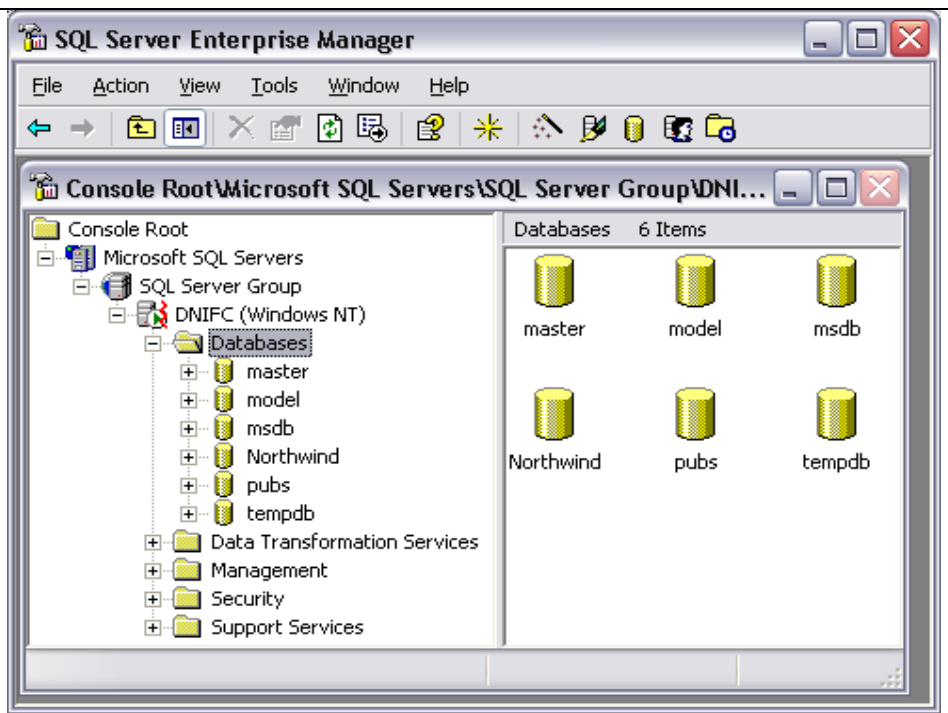 SQL Server Enterprise Manager
File Action View Tools Window Help
Console Root\Microsoft SQL Servers\SQL Server Group\DNI...
Console Root
Microsoft SQL Servers
SQL Server Group
DNIFC (Windows NT)
Databases
master
model
msdb
Northwind
pubs
tempdb
Data Transformation Services
Management
Security
Support Services
Databases 6 Items
master model msdb
Northwind pubs tempdb